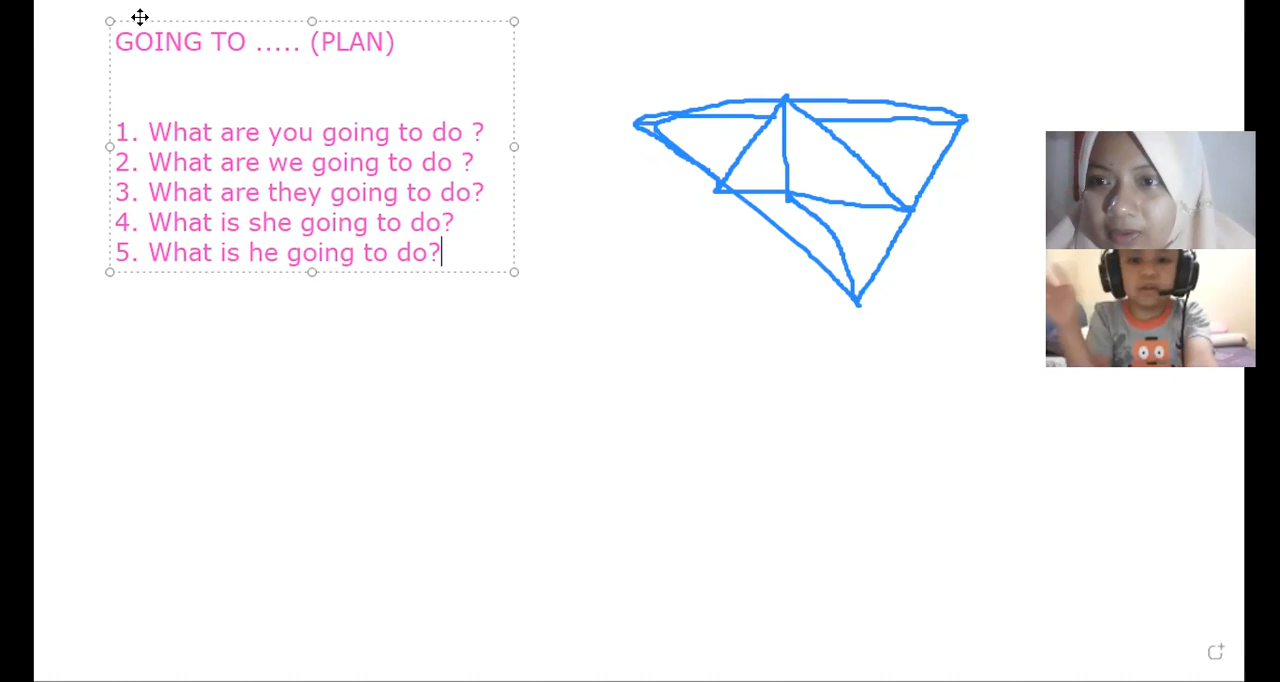 GOING TO ..... (PLAN)
1. What are you going to do ?
2. What are we going to do ?
3. What are they going to do?
4. What is she going to do?
5. What is he going to do?